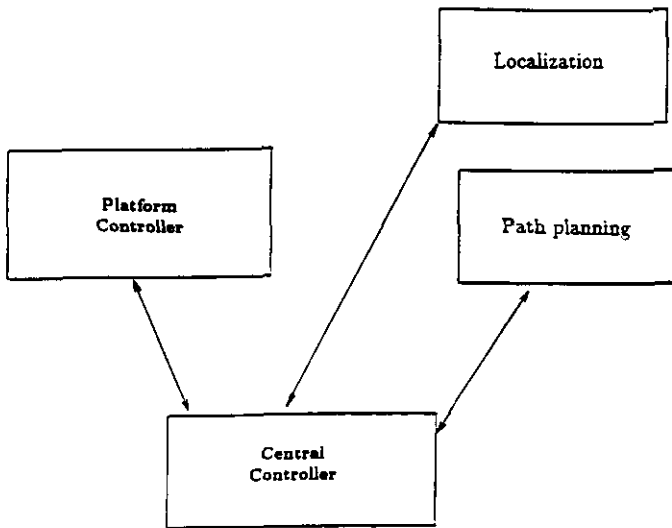 Localization
Platform
Controller
Path planning
Central
Controller